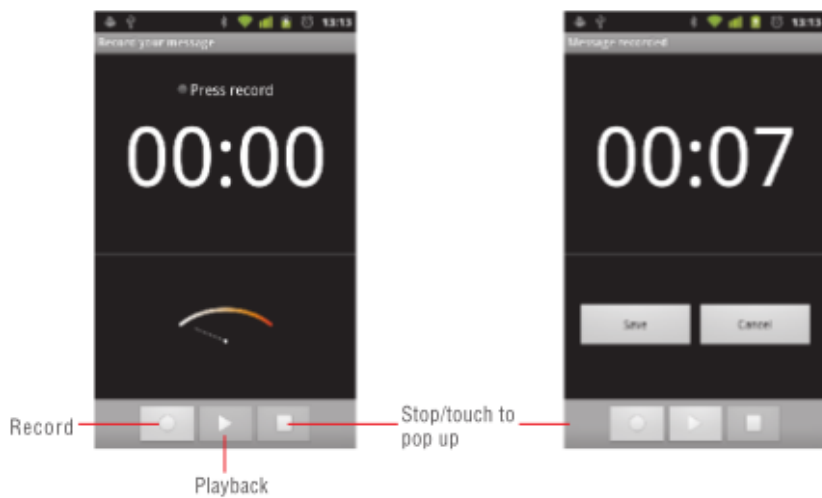 13:13
Record your message
Press record
00:00
Record
Playback
Stop/touch to
pop up
13:13
Message recorded
00:07
Save
Cancel